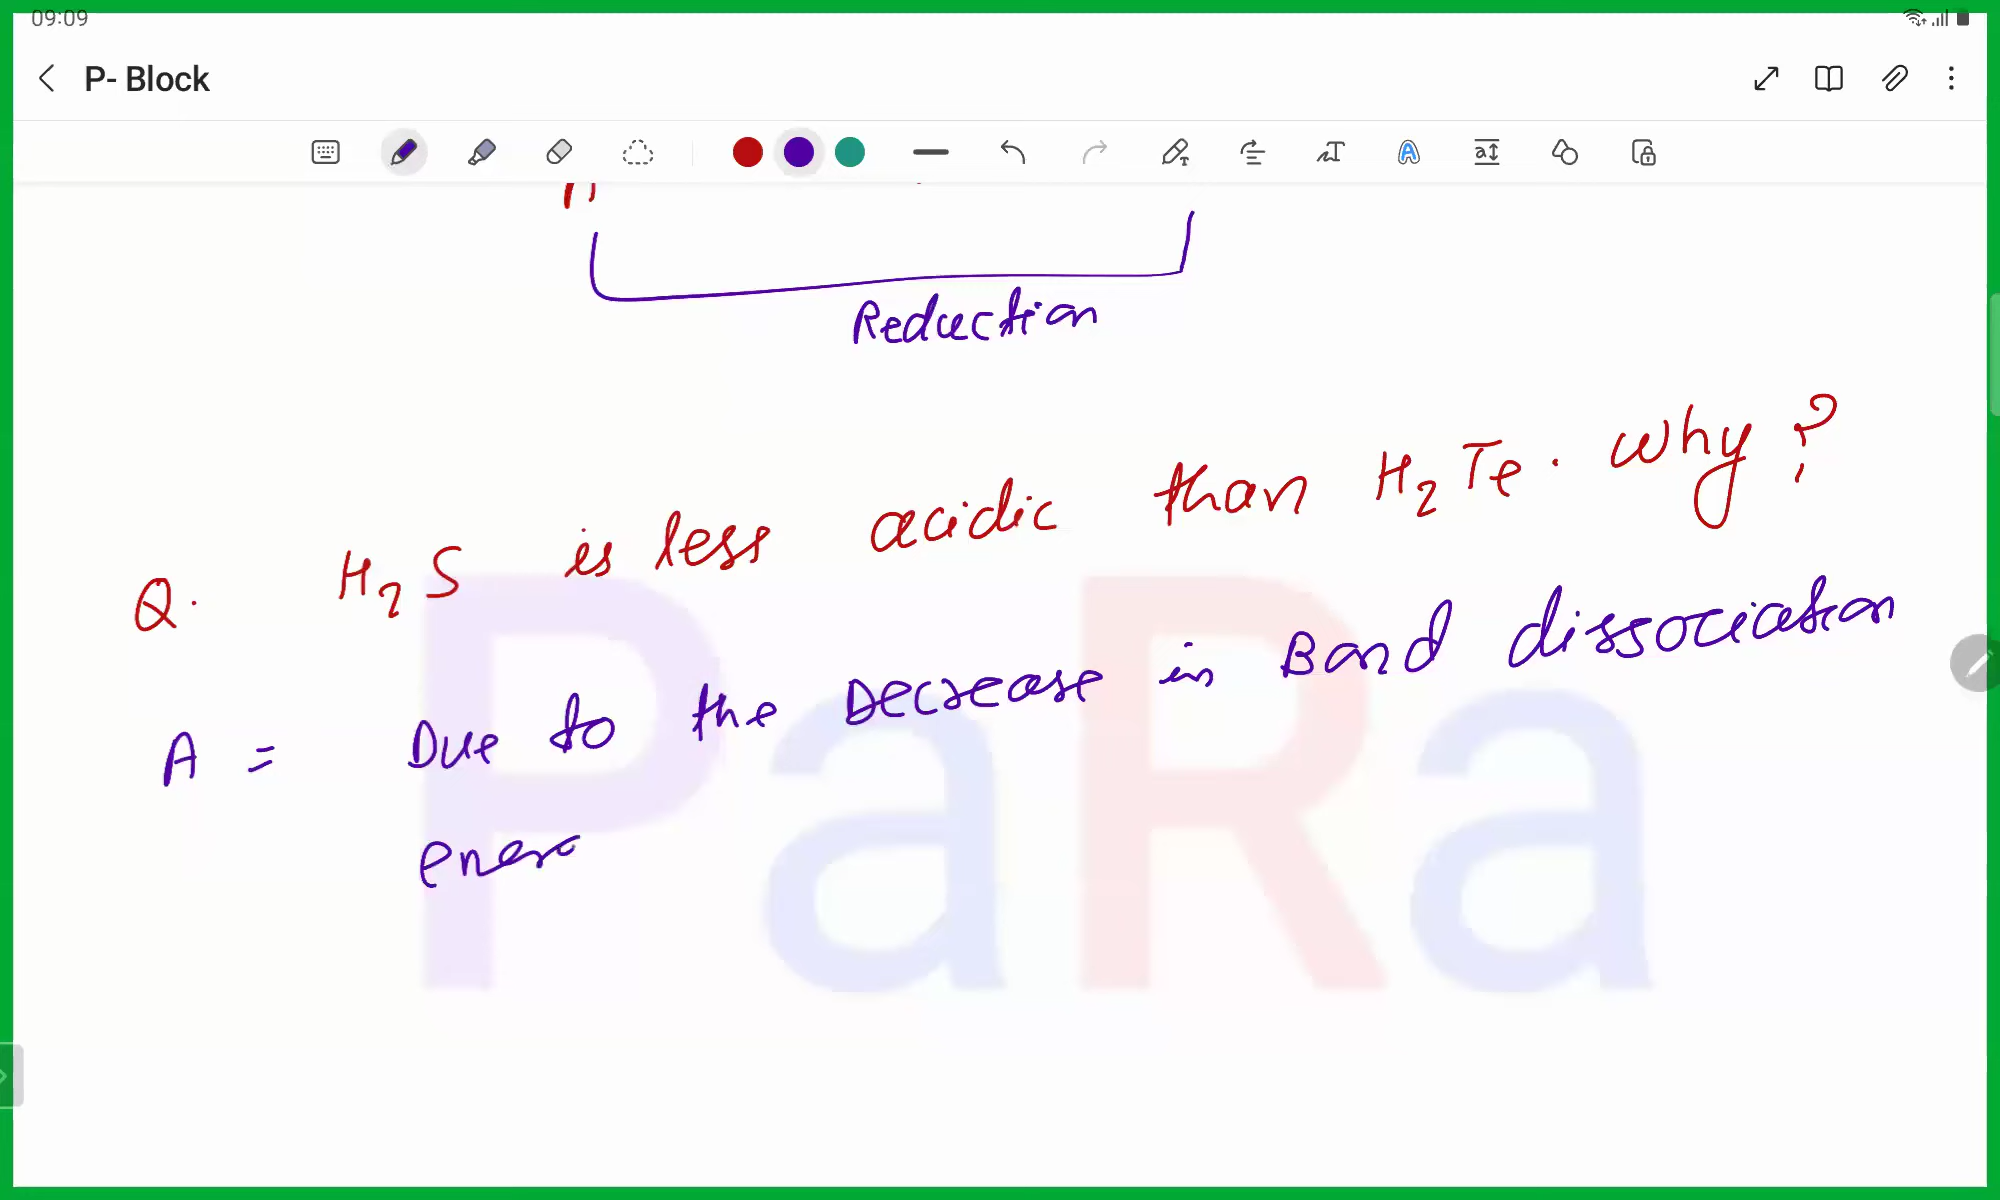 09:09
P- Block
Reduction
Q. H₂S is less acidic than H₂Te. why?
A = Due to the Decrease in Bond dissociation
ener
PaRa